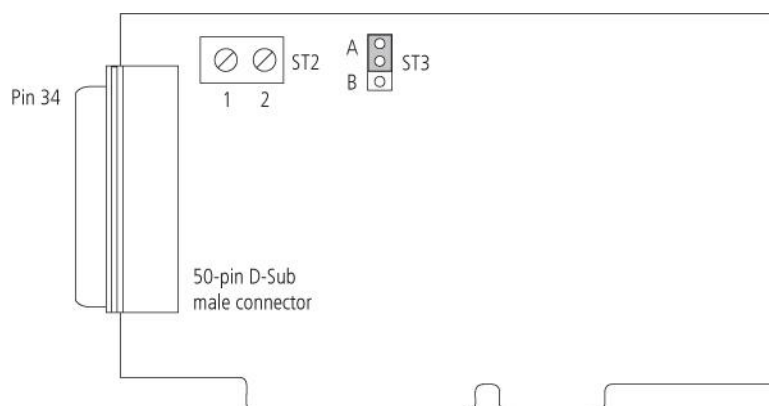 A
ST2
ST3
B
Pin 34
1 2
50-pin D-Sub
male connector